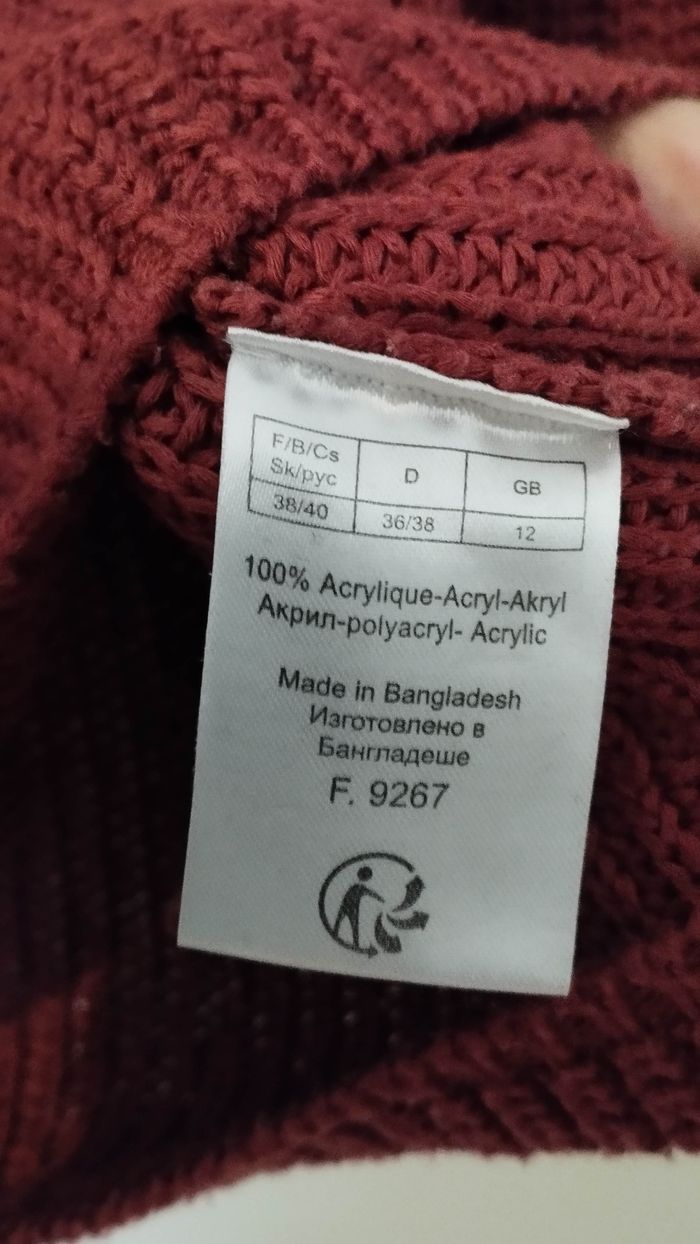 F/B/Cs
Sk/рус
D
GB
38/40
36/38
12
100% Acrylique-Acryl-Akryl
Акрил-polyacryl- Acrylic
Made in Bangladesh
Изготовлено в
Бангладеше
F. 9267